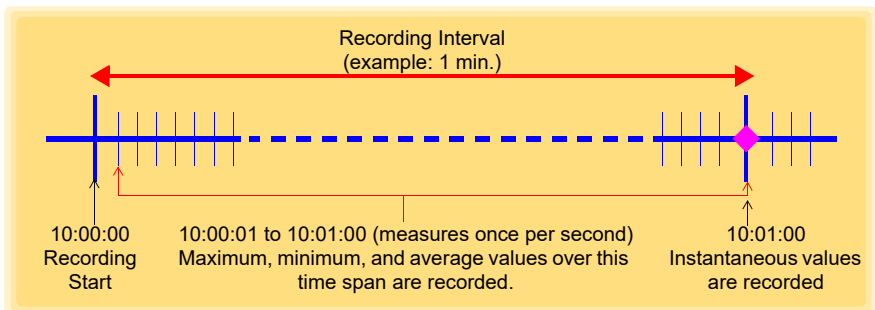 Recording Interval
(example: 1 min.)
10:00:00
Recording
Start
10:00:01 to 10:01:00 (measures once per second)
Maximum, minimum, and average values over this
time span are recorded.
10:01:00
Instantaneous values
are recorded